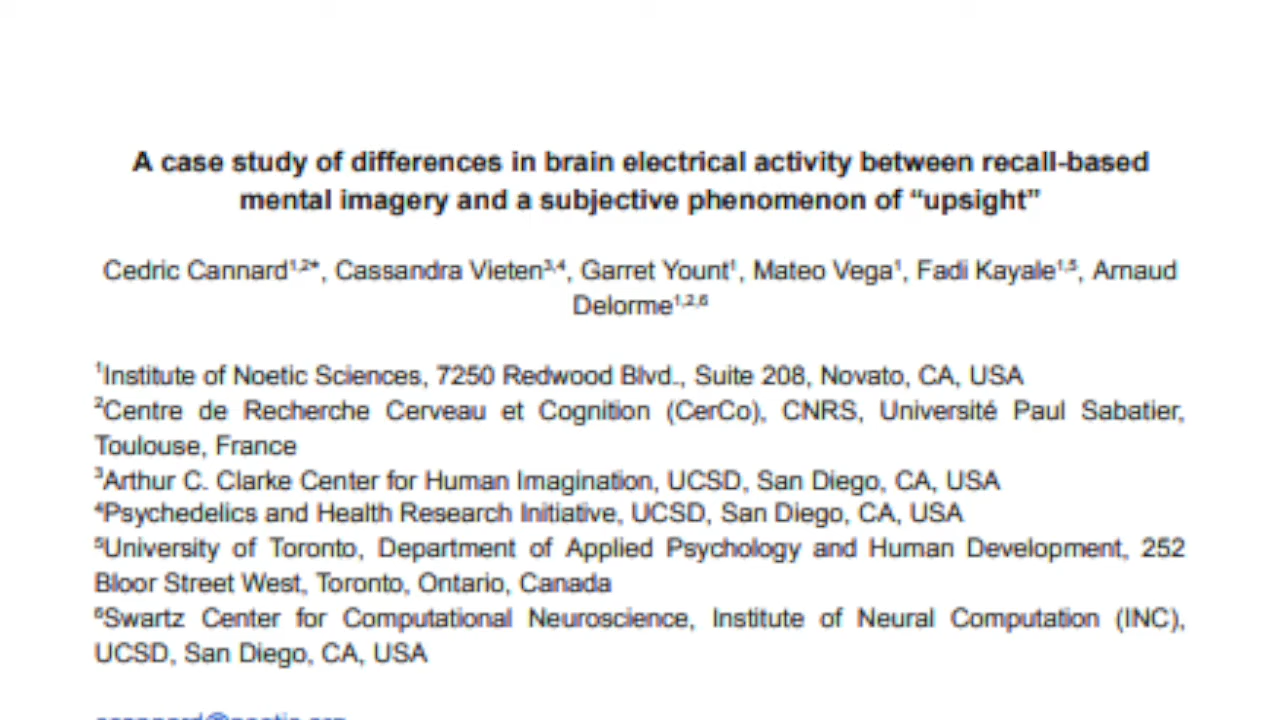 A case study of differences in brain electrical activity between recall-based
mental imagery and a subjective phenomenon of “upsight”
Cedric Cannard1,2*, Cassandra Vieten3,4, Garret Yount1, Mateo Vega1, Fadi Kayale1,5, Arnaud
Delorme1,2,6
1Institute of Noetic Sciences, 7250 Redwood Blvd., Suite 208, Novato, CA, USA
2Centre de Recherche Cerveau et Cognition (CerCo), CNRS, Université Paul Sabatier,
Toulouse, France
3Arthur C. Clarke Center for Human Imagination, UCSD, San Diego, CA, USA
4Psychedelics and Health Research Initiative, UCSD, San Diego, CA, USA
5University of Toronto, Department of Applied Psychology and Human Development, 252
Bloor Street West, Toronto, Ontario, Canada
6Swartz Center for Computational Neuroscience, Institute of Neural Computation (INC),
UCSD, San Diego, CA, USA